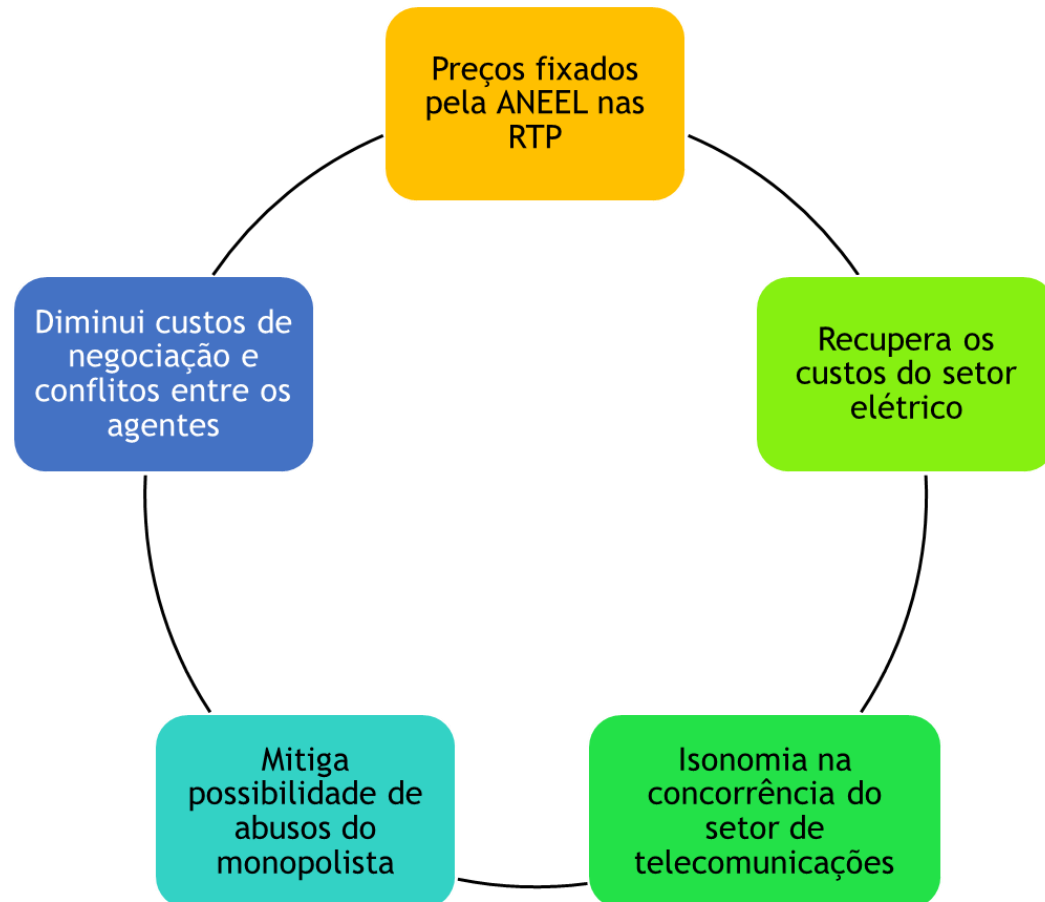 Preços fixados
pela ANEEL nas
RTP
Recupera os
custos do setor
elétrico
Isonomia na
concorrência do
setor de
telecomunicações
Mitiga
possibilidade de
abusos do
monopolista
Diminui custos de
negociação e
conflitos entre os
agentes